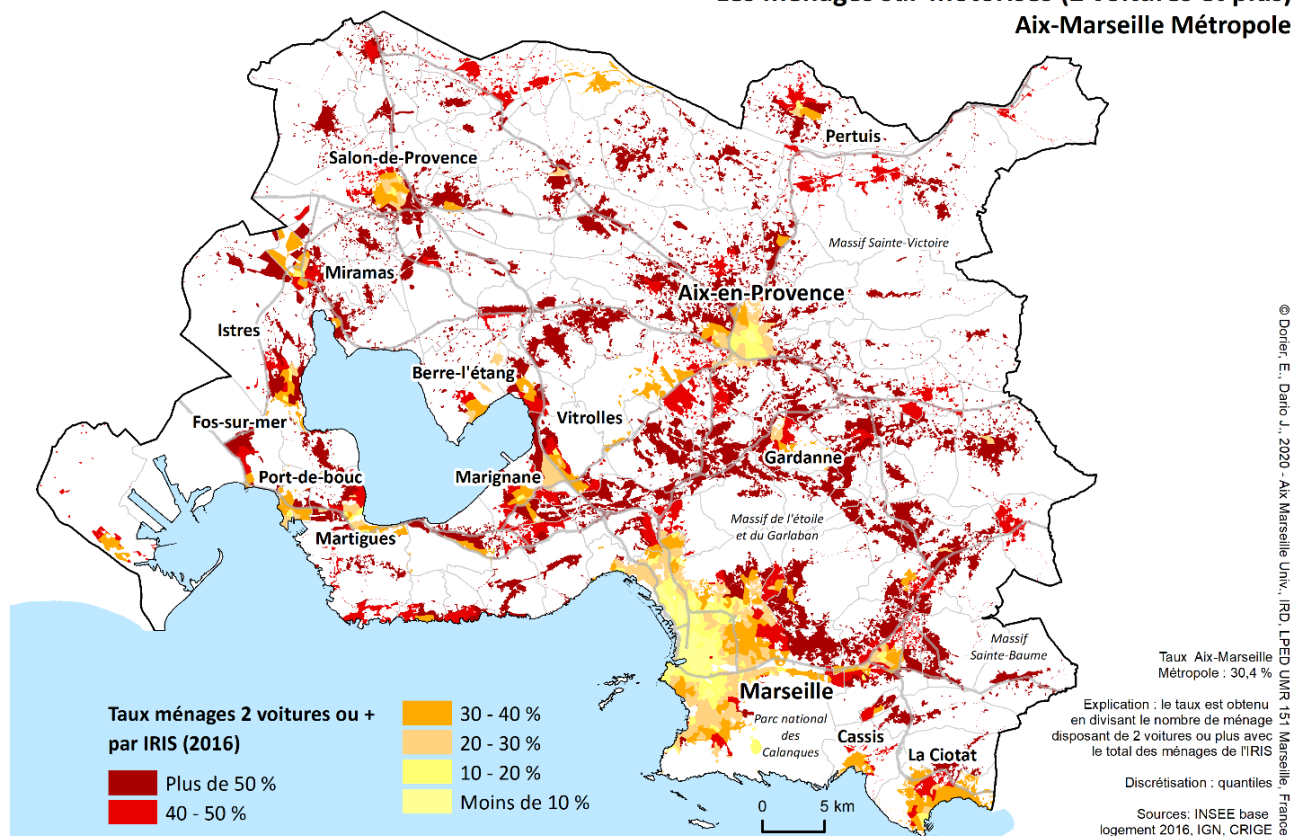 Aix-Marseille Métropole
Pertuis
Salon-de-Provence
Massif Sainte-Victoire
Miramas
Aix-en Provence
Istres
Berre-l'étang
Vitrolles
Fos-sur-mer
Gardanne
Port-de-bouc
Marignane
Martigues
Massif de l'étoile
et du Garlaban
Massif
Sainte-Baume
Marseille
Parc national
des
Calanques
Cassis
La Ciotat
Taux ménages 2 voitures ou +
par IRIS (2016)
Plus de 50 %
40 - 50 %
30 - 40 %
20 - 30 %
10 - 20 %
Moins de 10 %
0 5 km
Taux Aix-Marseille
Métropole : 30,4 %
Explication : le taux est obtenu
en divisant le nombre de ménage
disposant de 2 voitures ou plus avec
le total des ménages de l'IRIS
Discrétisation : quantiles
Sources: INSEE base
logement 2016, IGN, CRIGE
© Dorier, E., Dario J., 2020 - Aix Marseille Univ., IRD, LPED UMR 151 Marseille, France